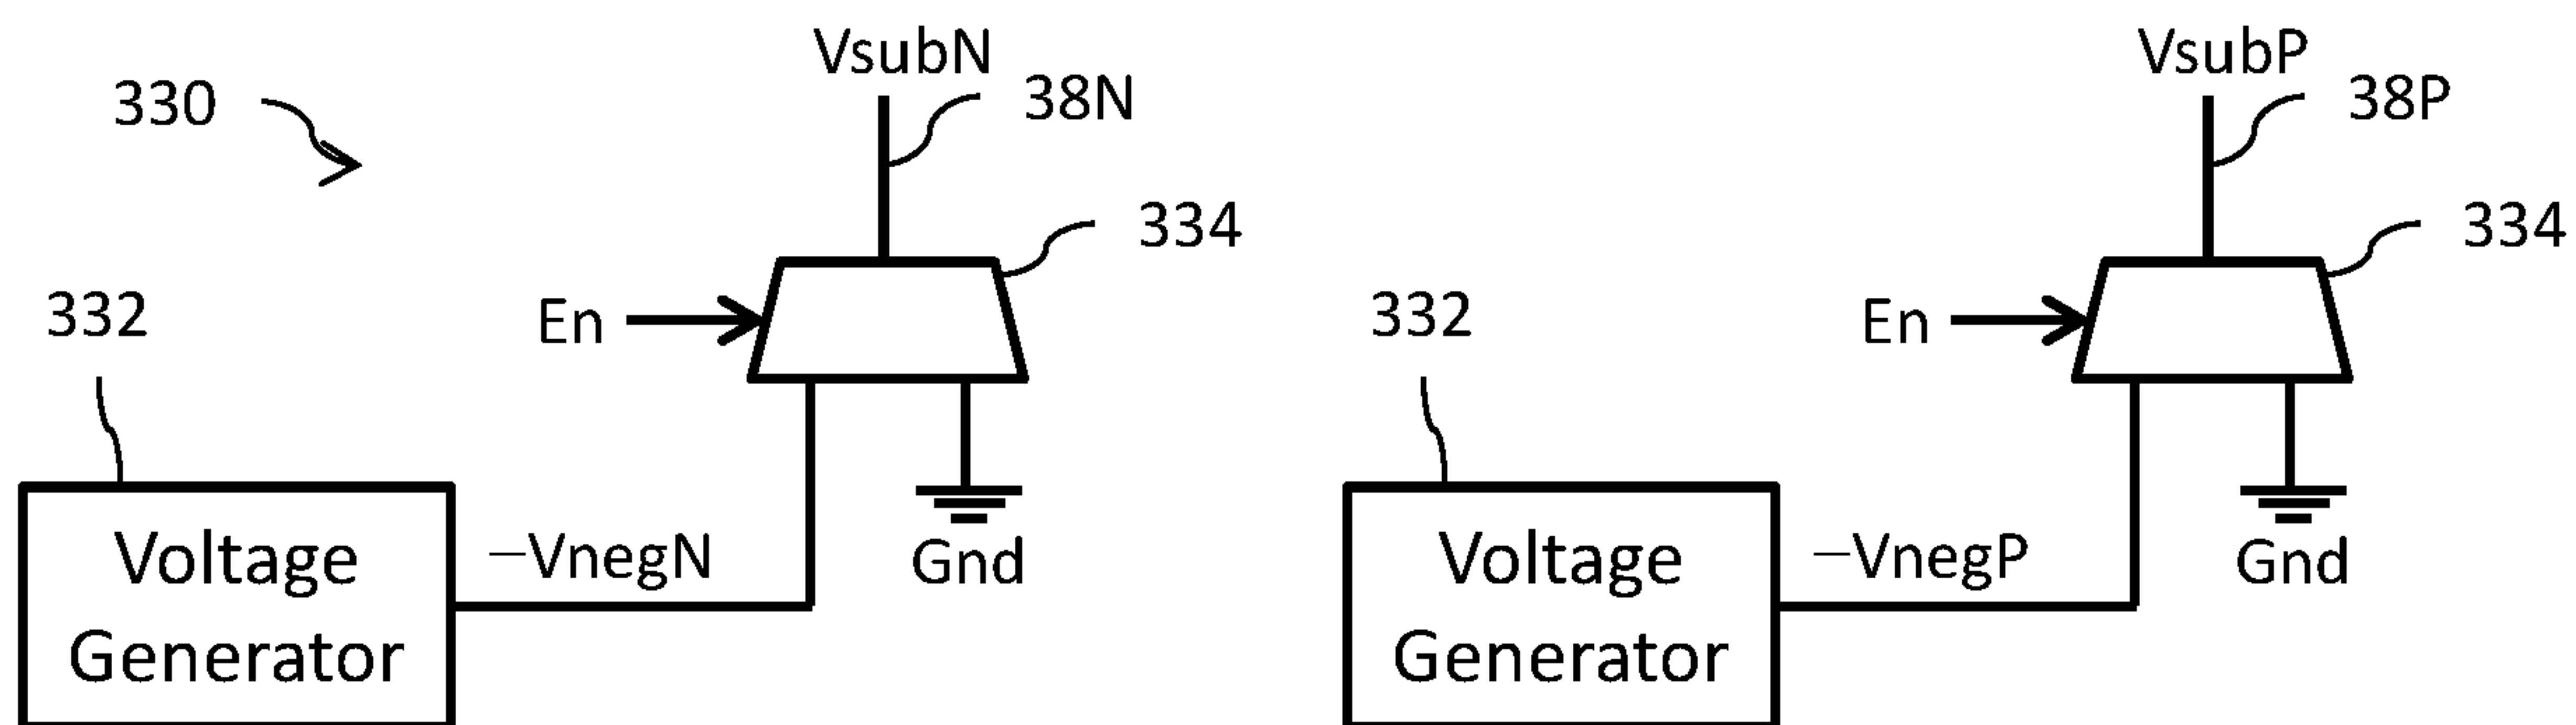 VsubN
330
38N
334
En
332
–VnegN
Gnd
Voltage
Generator
VsubP
38P
334
En
332
–VnegP
Gnd
Voltage
Generator